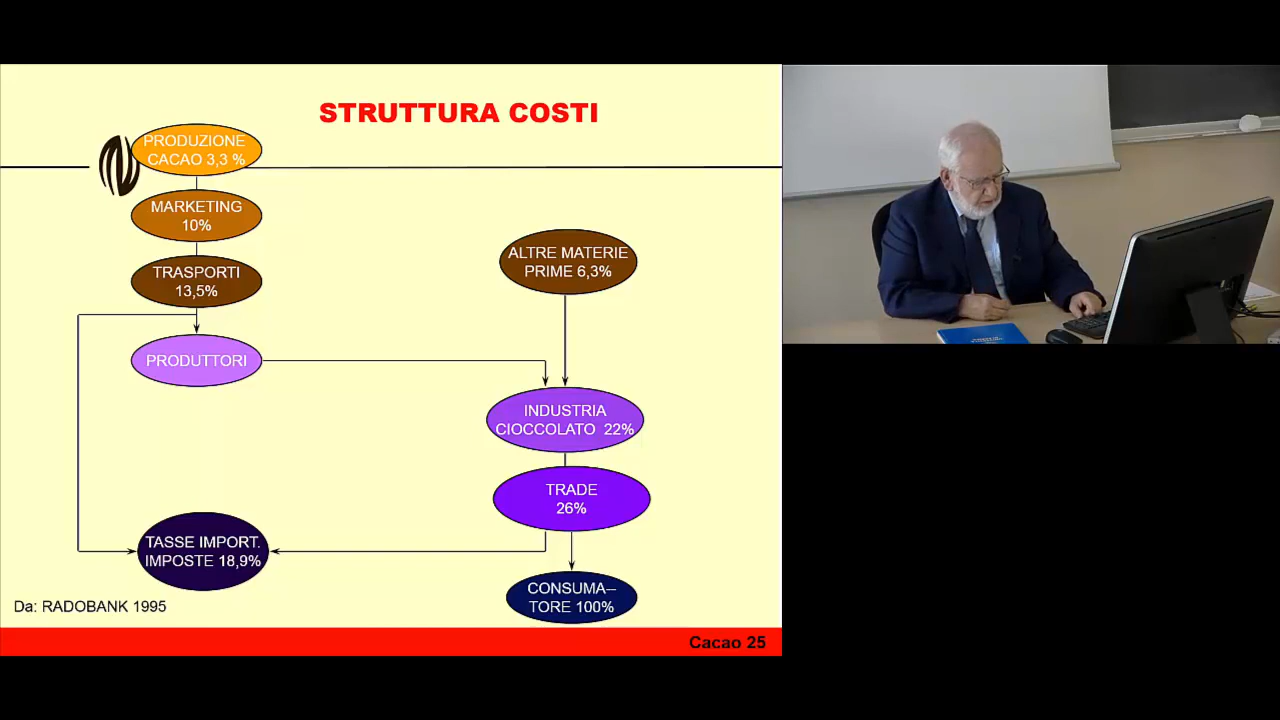 STRUTTURA COSTI
PRODUZIONE
CACAO 3,3 %
MARKETING
10%
TRASPORTI
13,5%
ALTRE MATERIE
PRIME 6,3%
PRODUTTORI
INDUSTRIA
CIOCCOLATO 22%
TRADE
26%
TASSE IMPORT.
IMPOSTE 18,9%
CONSUMA–
TORE 100%
Da: RADOBANK 1995
Cacao 25